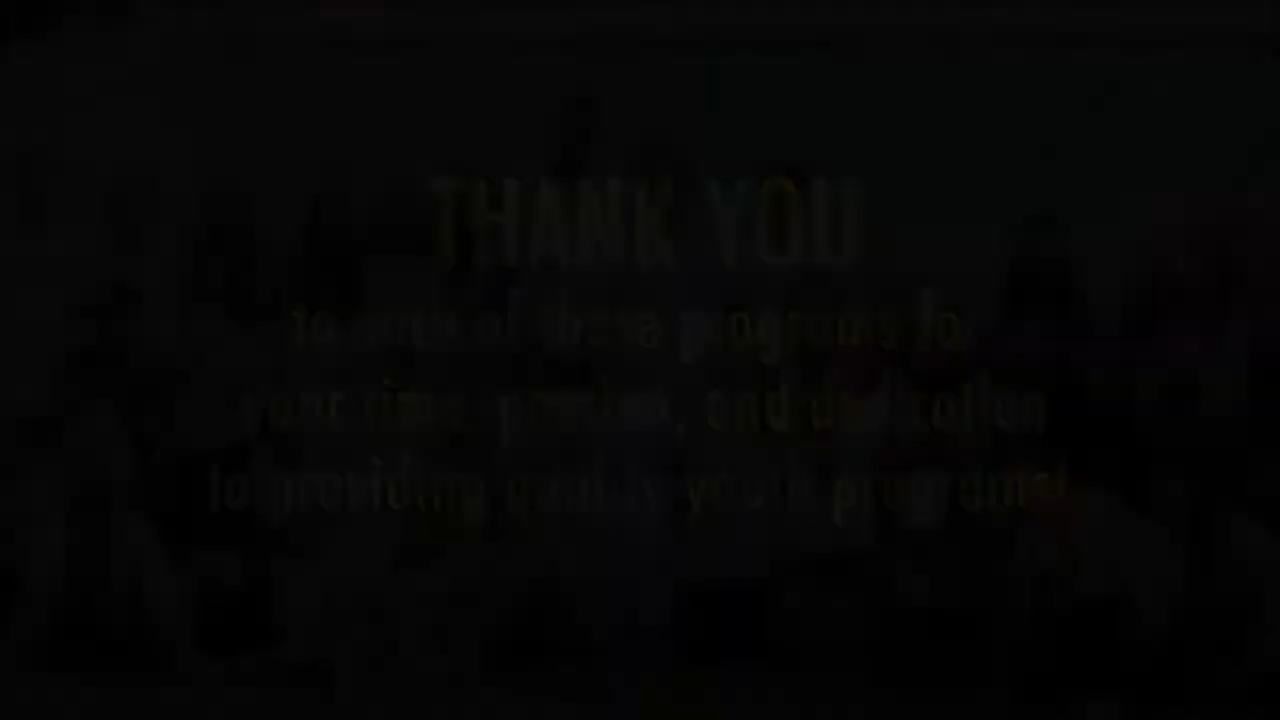 THANK YOU
to each of these programs for
your time, passion, and dedication
to providing quality youth programs!